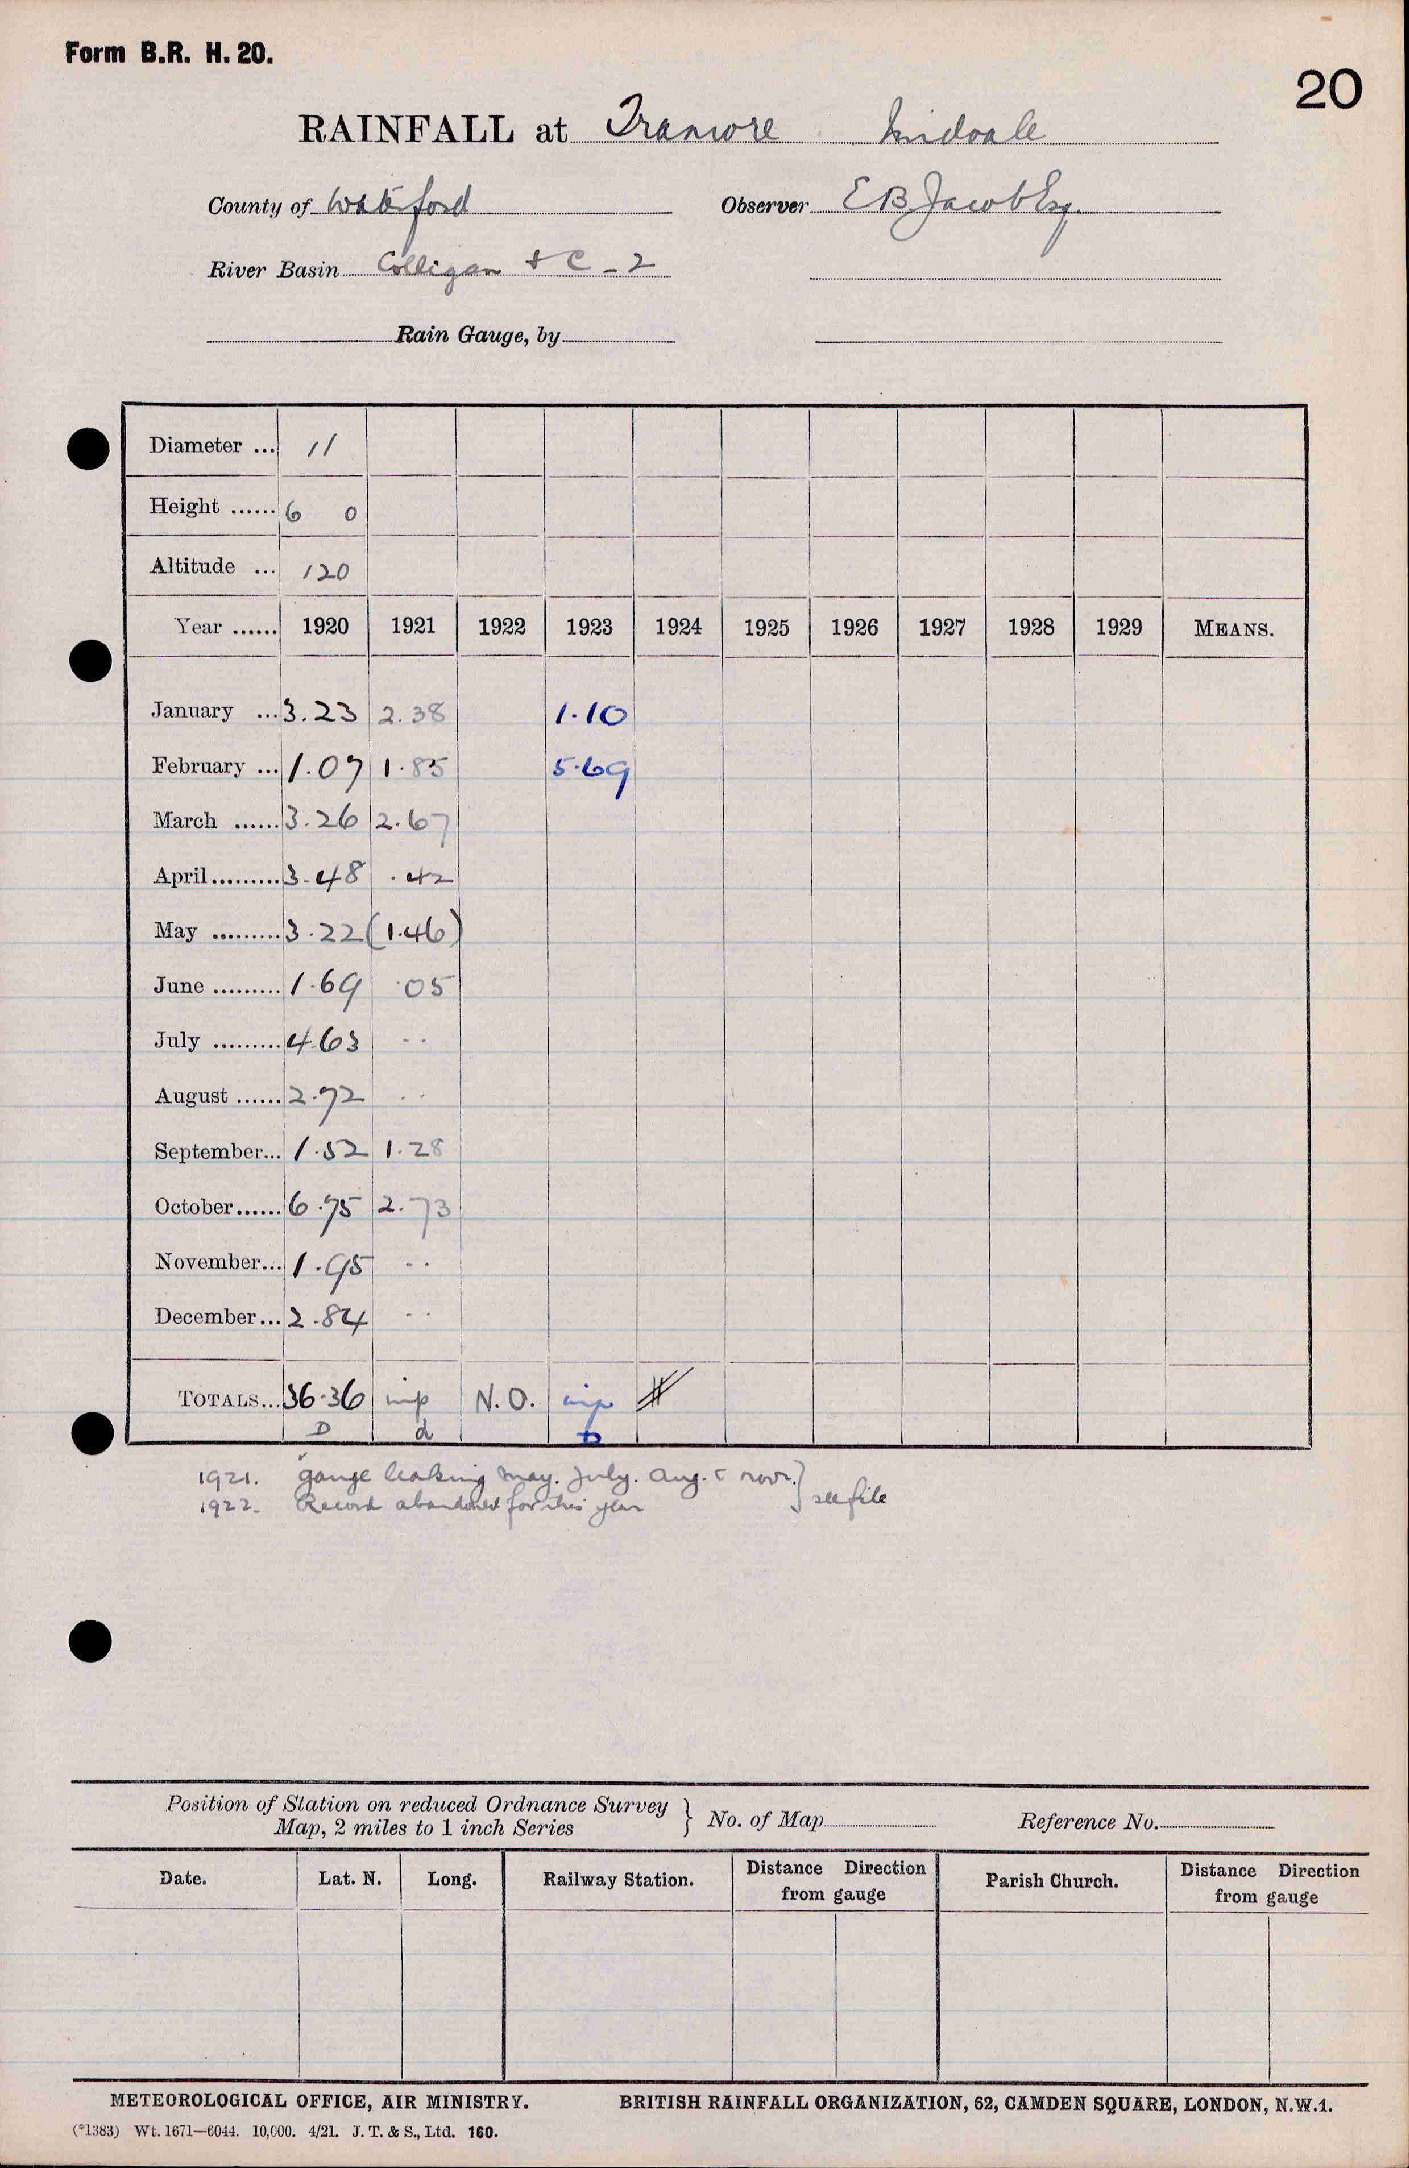 Form B.R. H. 20.
20
RAINFALL at Tramore
County of Waterford Observer E B Jacob Esq.
River Basin Colligan & C - 2
Rain Gauge, by
Diameter ... 11
Height ...... 6 0
Altitude ... 120
Year ...... 1920 1921 1922 1923 1924 1925 1926 1927 1928 1929 MEANS.
January ... 3.23 2.38 1.10
February ... 1.07 1.85 5.69
March ...... 3.26 2.67
April ......... 3.48 .42
May ......... 3.22 (1.46)
June ......... 1.69 .05
July ......... 4.63 ..
August ...... 2.72 ..
September... 1.52 1.28
October...... 6.75 2.73
November... 1.95 ..
December... 2.84 ..
TOTALS... 36.36 imp N.O. imp
D d D
1921. gauge leaking may. July. Aug. & nov. } see file
1922. Record abandoned for this year
Position of Station on reduced Ordnance Survey
Map, 2 miles to 1 inch Series } No. of Map Reference No.
Date. Lat. N. Long. Railway Station. Distance Direction from gauge Parish Church. Distance Direction from gauge
METEOROLOGICAL OFFICE, AIR MINISTRY. BRITISH RAINFALL ORGANIZATION, 62, CAMDEN SQUARE, LONDON, N.W.1.
(*1383) Wt. 1671—6044. 10,000. 4/21. J. T. & S., Ltd. 160.